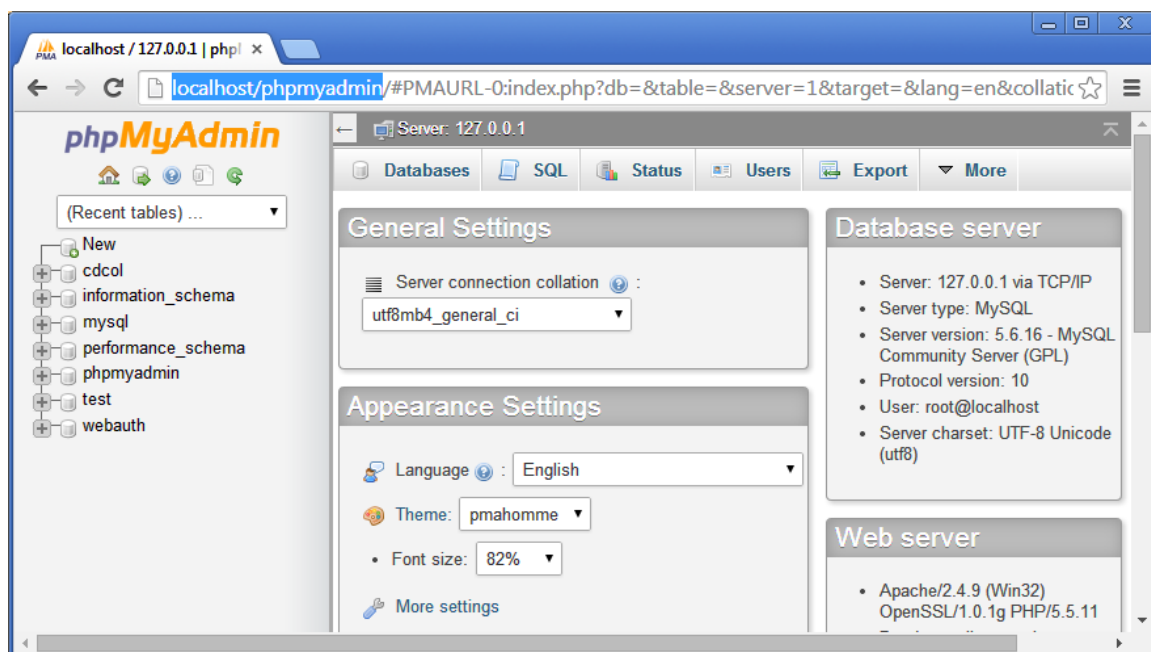 localhost / 127.0.0.1 | phpl
localhost/phpmyadmin/#PMAURL-0:index.php?db=&table=&server=1&target=&lang=en&collatic
phpMyAdmin
(Recent tables) ...
New
cdcol
information_schema
mysql
performance_schema
phpmyadmin
test
webauth
Server: 127.0.0.1
Databases SQL Status Users Export More
General Settings
Server connection collation :
utf8mb4_general_ci
Appearance Settings
Language : English
Theme: pmahomme
• Font size: 82%
More settings
Database server
• Server: 127.0.0.1 via TCP/IP
• Server type: MySQL
• Server version: 5.6.16 - MySQL
Community Server (GPL)
• Protocol version: 10
• User: root@localhost
• Server charset: UTF-8 Unicode
(utf8)
Web server
• Apache/2.4.9 (Win32)
OpenSSL/1.0.1g PHP/5.5.11